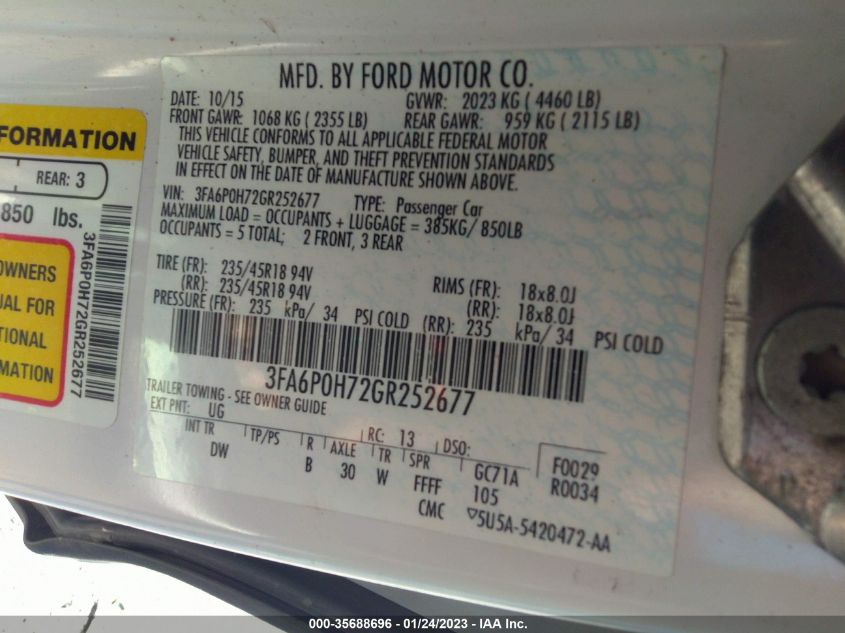 MFD. BY FORD MOTOR CO.
DATE: 10/15 GVWR: 2023 KG ( 4460 LB)
FRONT GAWR: 1068 KG ( 2355 LB) REAR GAWR: 959 KG ( 2115 LB)
THIS VEHICLE CONFORMS TO ALL APPLICABLE FEDERAL MOTOR
VEHICLE SAFETY, BUMPER, AND THEFT PREVENTION STANDARDS
IN EFFECT ON THE DATE OF MANUFACTURE SHOWN ABOVE.
VIN: 3FA6P0H72GR252677 TYPE: Passenger Car
MAXIMUM LOAD = OCCUPANTS + LUGGAGE = 385KG/ 850LB
OCCUPANTS = 5 TOTAL; 2 FRONT, 3 REAR
TIRE (FR): 235/45R18 94V RIMS (FR): 18x8.0J
(RR): 235/45R18 94V (RR): 18x8.0J
PRESSURE (FR): 235 kPa/ 34 PSI COLD (RR): 235 kPa/ 34 PSI COLD
3FA6P0H72GR252677
TRAILER TOWING - SEE OWNER GUIDE
EXT PNT: UG RC: 13 DSO:
INT TR TP/PS R AXLE TR SPR GC71A F0029
DW B 30 W FFFF 105 R0034
CMC ▽5U5A-5420472-AA
FORMATION
REAR: 3
850 lbs.
OWNERS
UAL FOR
TIONAL
MATION
3FA6P0H72GR252677
000-35688696 - 01/24/2023 - IAA Inc.